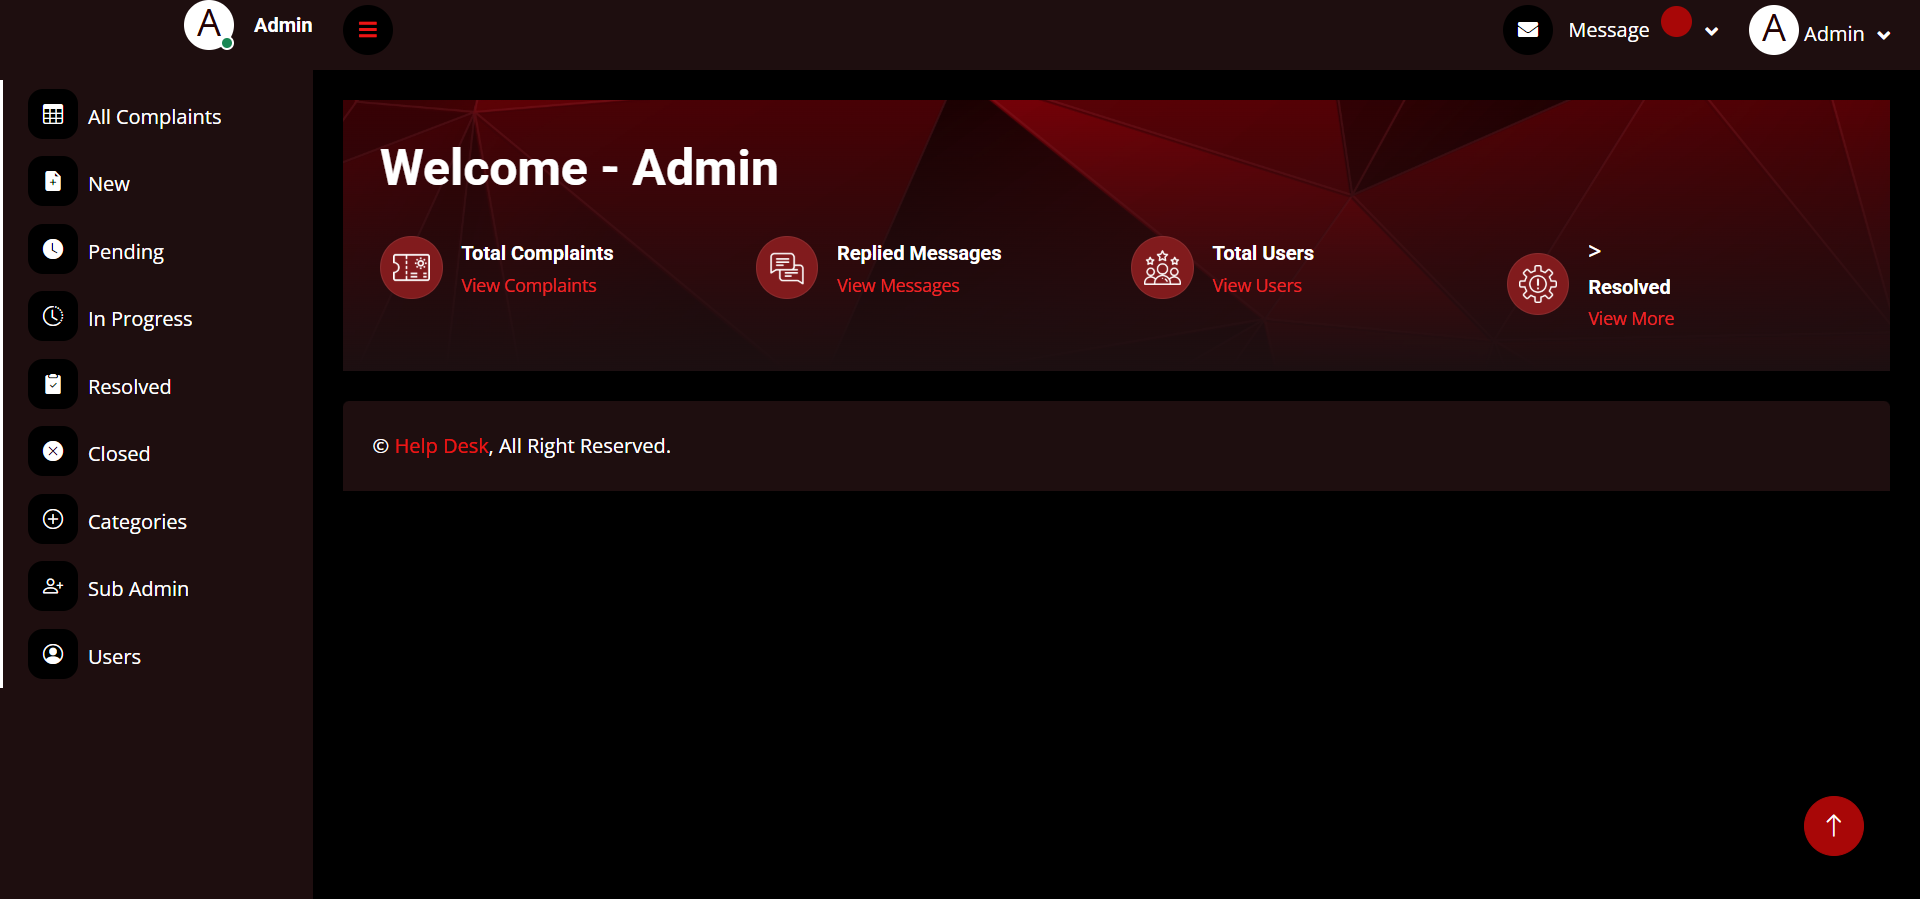 A
Admin
Message
A
Admin
All Complaints
New
Pending
In Progress
Resolved
Closed
Categories
Sub Admin
Users
Welcome - Admin
Total Complaints
View Complaints
Replied Messages
View Messages
Total Users
View Users
>
Resolved
View More
© Help Desk, All Right Reserved.